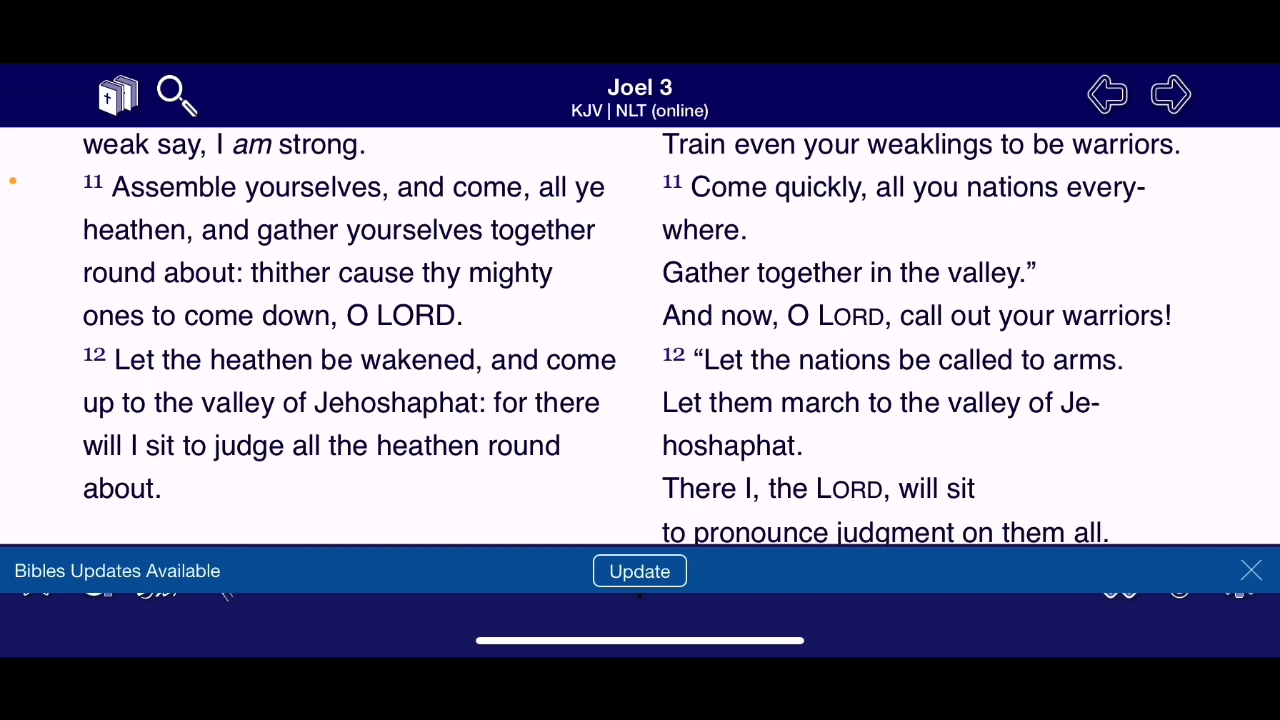 Joel 3
KJV | NLT (online)
weak say, I am strong.
11 Assemble yourselves, and come, all ye
heathen, and gather yourselves together
round about: thither cause thy mighty
ones to come down, O LORD.
12 Let the heathen be wakened, and come
up to the valley of Jehoshaphat: for there
will I sit to judge all the heathen round
about.
Train even your weaklings to be warriors.
11 Come quickly, all you nations every-
where.
Gather together in the valley.”
And now, O LORD, call out your warriors!
12 “Let the nations be called to arms.
Let them march to the valley of Je-
hoshaphat.
There I, the LORD, will sit
to pronounce judgment on them all.
Bibles Updates Available
Update